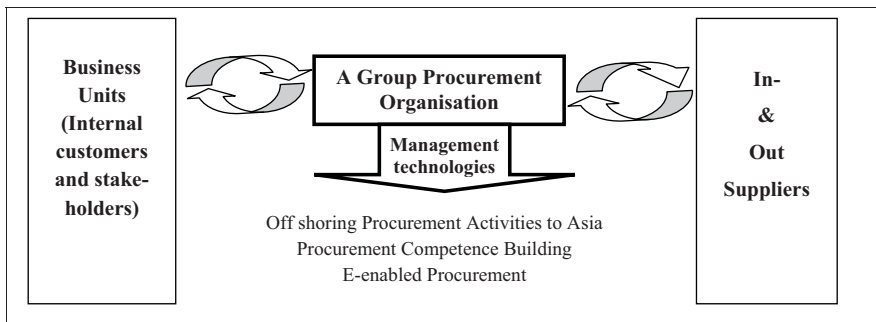 Business
Units
(Internal
customers
and stake-
holders)
A Group Procurement
Organisation
Management
technologies
Off shoring Procurement Activities to Asia
Procurement Competence Building
E-enabled Procurement
In-
&
Out
Suppliers